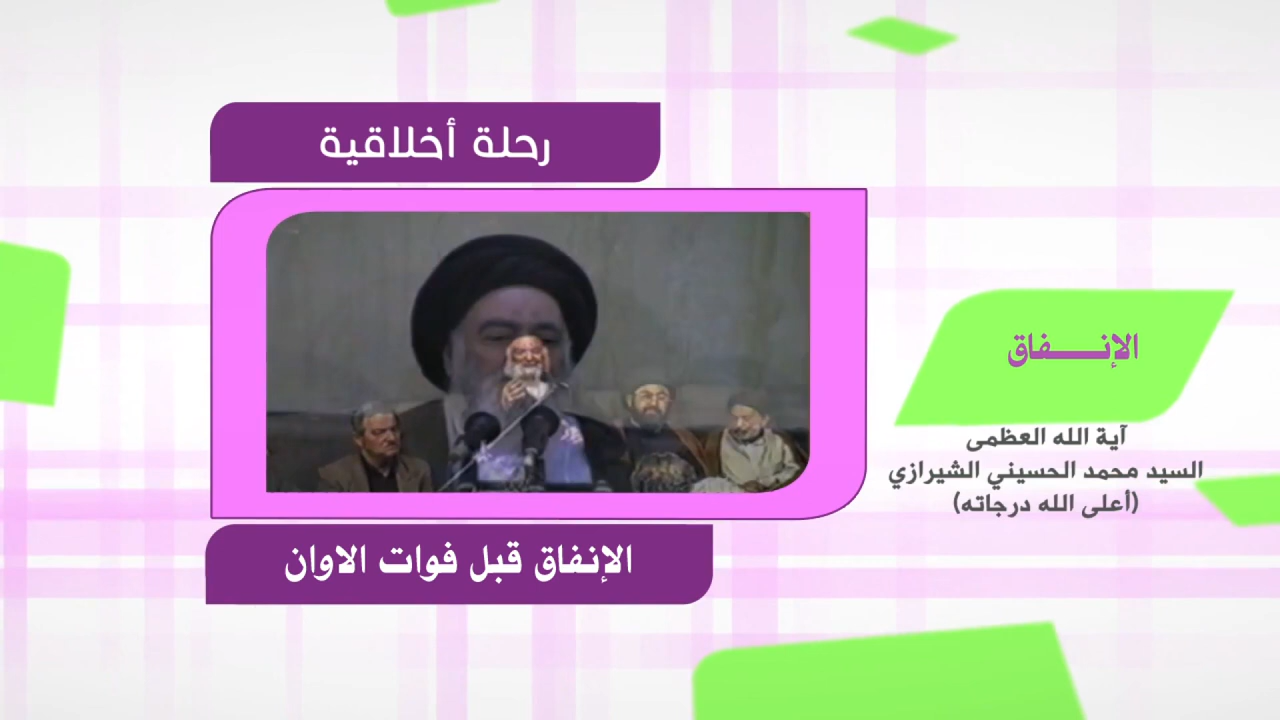 رحلة أخلاقية
الإنفاق
آية الله العظمى
السيد محمد الحسيني الشيرازي
(أعلى الله درجاته)
الإنفاق قبل فوات الاوان